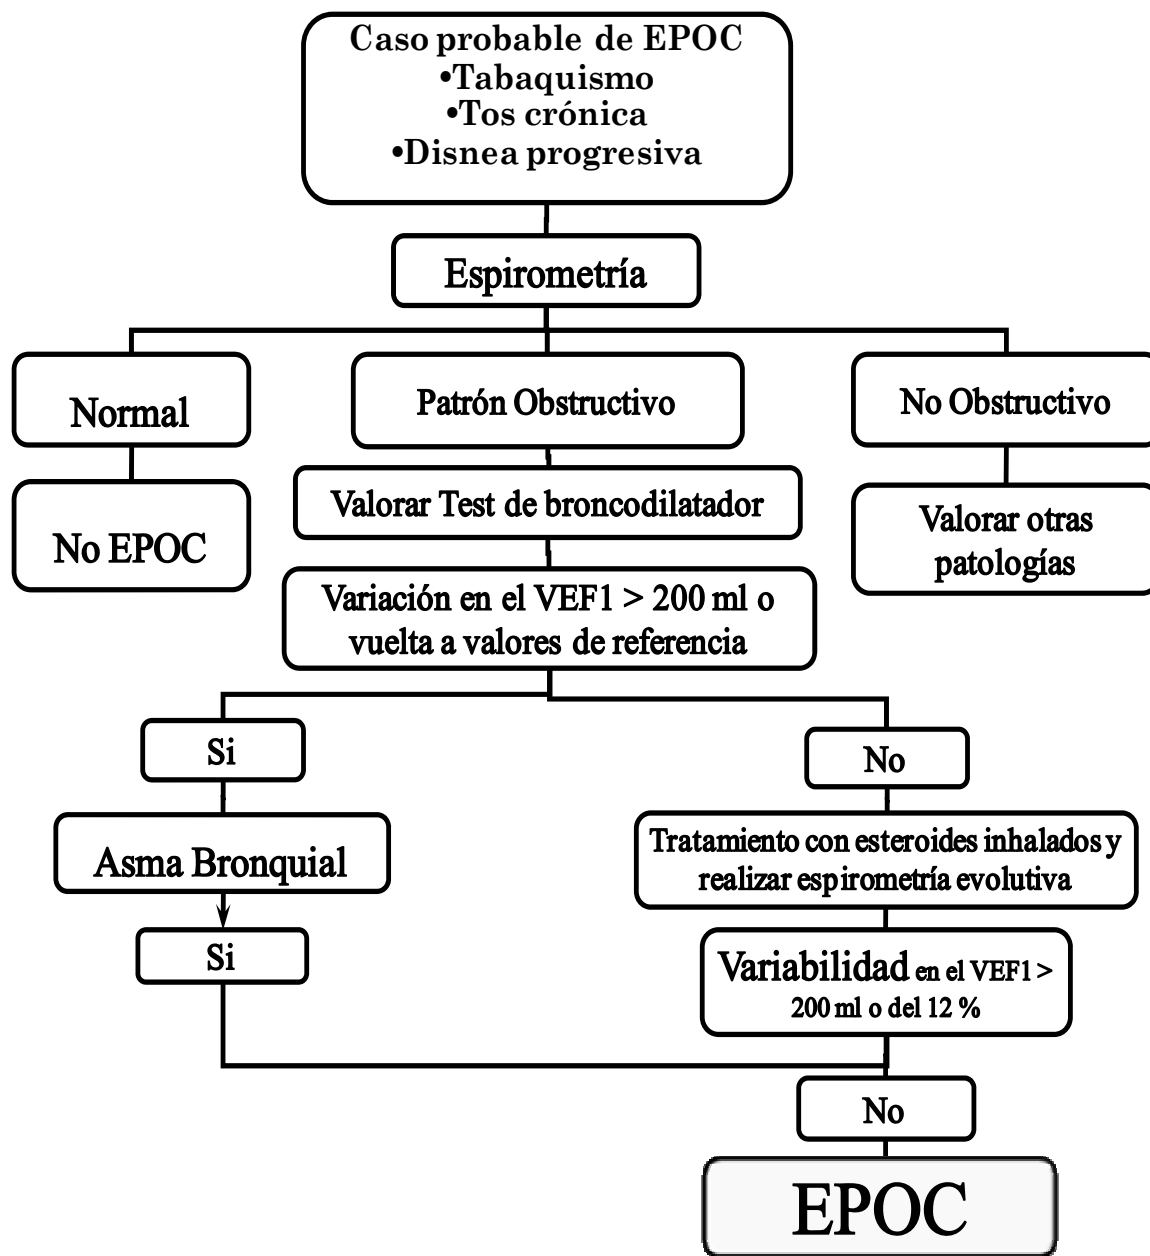 Caso probable de EPOC
•Tabaquismo
•Tos crónica
•Disnea progresiva
Espirometría
Normal
Patrón Obstructivo
No Obstructivo
No EPOC
Valorar Test de broncodilatador
Valorar otras
patologías
Variación en el VEF1 > 200 ml o
vuelta a valores de referencia
Si
No
Asma Bronquial
Tratamiento con esteroides inhalados y
realizar espirometría evolutiva
Si
Variabilidad en el VEF1 >
200 ml o del 12 %
No
EPOC